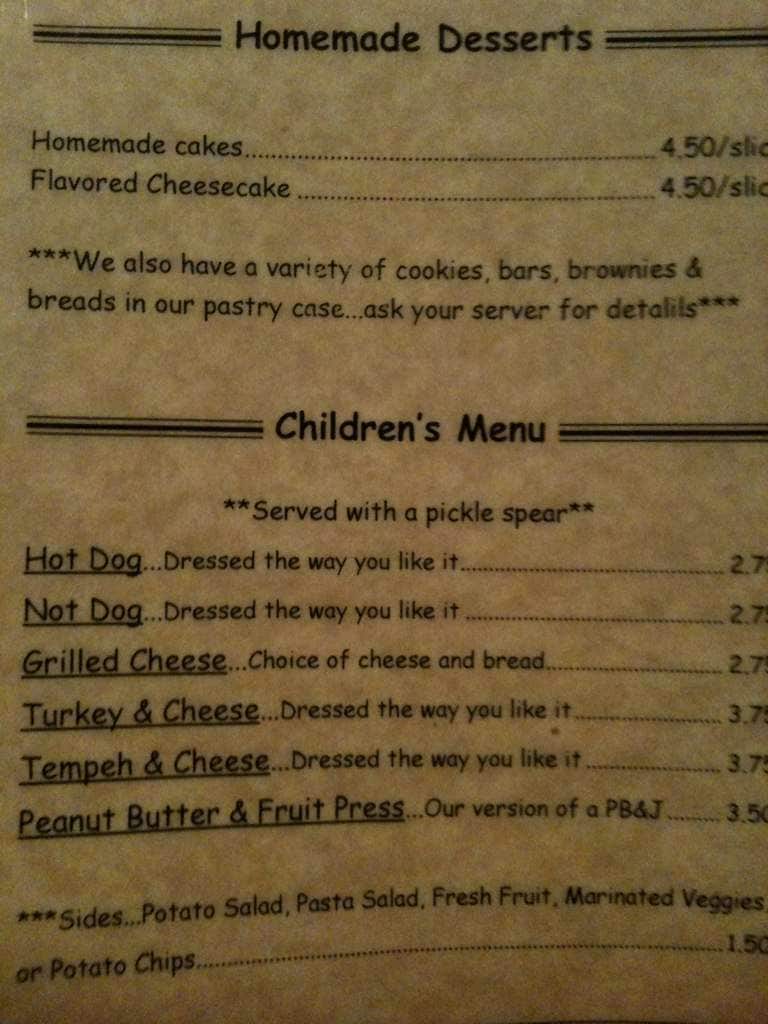 Homemade Desserts
Homemade cakes..........4.50/slic
Flavored Cheesecake ..........4.50/slic
***We also have a variety of cookies, bars, brownies &
breads in our pastry case...ask your server for detalils***
Children's Menu
**Served with a pickle spear**
Hot Dog...Dressed the way you like it..........2.75
Not Dog...Dressed the way you like it ..........2.75
Grilled Cheese...Choice of cheese and bread..........2.75
Turkey & Cheese...Dressed the way you like it..........3.75
Tempeh & Cheese...Dressed the way you like it ..........3.75
Peanut Butter & Fruit Press...Our version of a PB&J..........3.50
***Sides...Potato Salad, Pasta Salad, Fresh Fruit, Marinated Veggies,
or Potato Chips..........1.50